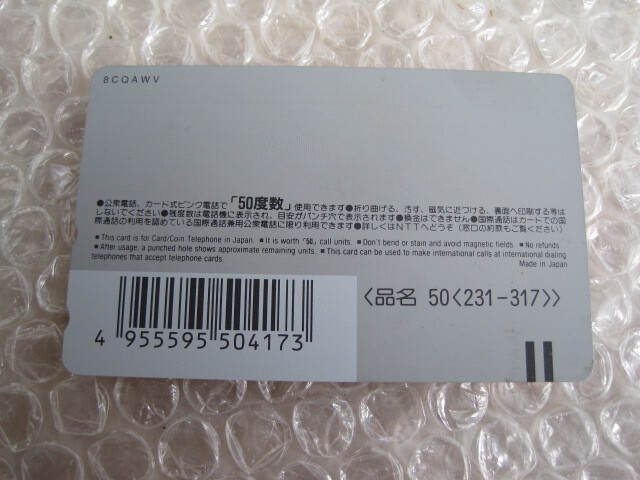 8CQAWV
●公衆電話、カード式ピンク電話で「50度数」使用できます●折り曲げる、汚す、磁気に近づける、裏面へ印刷する等は
しないでください●残度数は電話機に表示され、目安がパンチ穴で表示されます●換金はできません●国際通話はカードでの国
際通話の利用を認めている国際通話兼用公衆電話に限り利用できます●詳しくはNTTへどうぞ(窓口の約款もご覧ください)
■This card is for Card/Coin Telephone in Japan. ■It is worth「50」call units. ■Don't bend or stain and avoid magnetic fields. ■No refunds
■After usage, a punched hole shows approximate remaining units. ■This card can be used to make international calls at international dialing
telephones that accept telephone cards.
Made in Japan
〈品名 50〈231-317〉〉
4 955595 504173